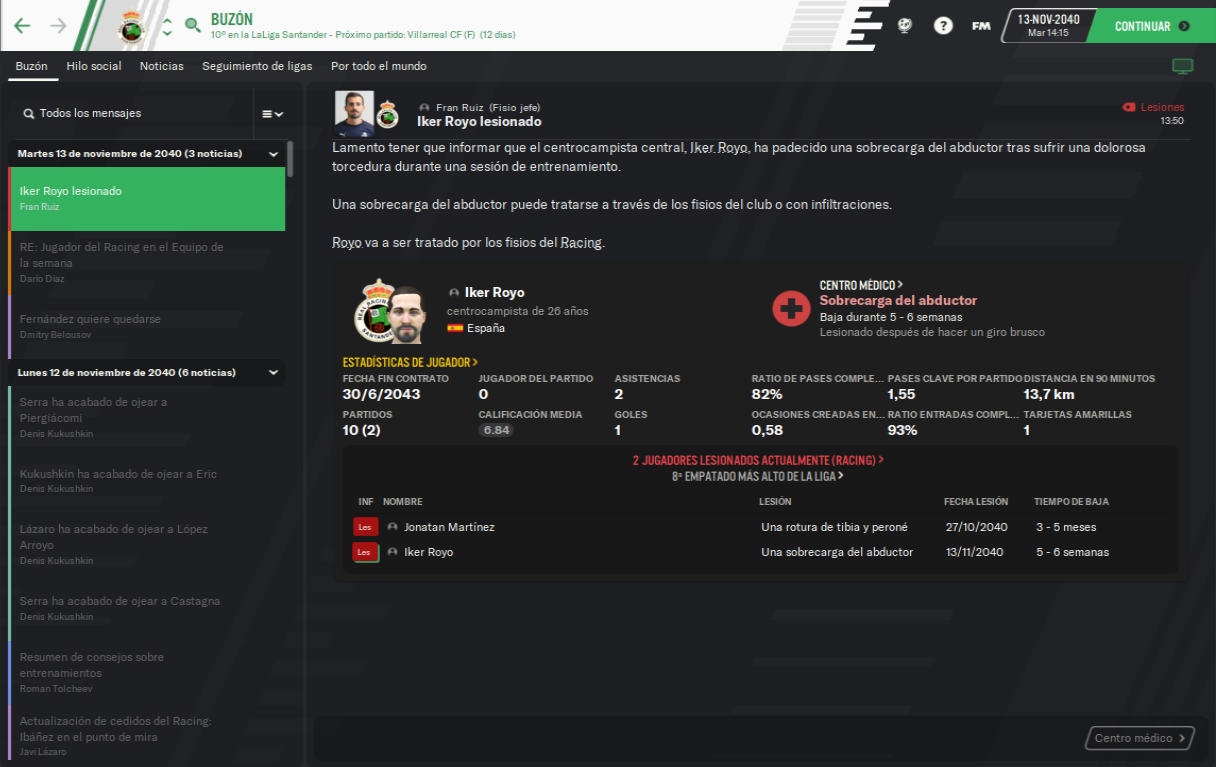 BUZÓN
10º en la LaLiga Santander - Próximo partido: Villarreal CF (F) (12 días)
FM
13-NOV-2040
Mar 14:15
CONTINUAR
Buzón Hilo social Noticias Seguimiento de ligas Por todo el mundo
Todos los mensajes
Martes 13 de noviembre de 2040 (3 noticias)
Iker Royo lesionado
Fran Ruiz
RE: Jugador del Racing en el Equipo de
la semana
Darío Díaz
Fernández quiere quedarse
Dmitry Belousov
Lunes 12 de noviembre de 2040 (6 noticias)
Serra ha acabado de ojear a
Piergiácomi
Denis Kukushkin
Kukushkin ha acabado de ojear a Eric
Denis Kukushkin
Lázaro ha acabado de ojear a López
Arroyo
Denis Kukushkin
Serra ha acabado de ojear a Castagna
Denis Kukushkin
Resumen de consejos sobre
entrenamientos
Roman Tolcheev
Actualización de cedidos del Racing:
Ibáñez en el punto de mira
Javi Lázaro
Fran Ruiz (Fisio jefe)
Iker Royo lesionado
Lesiones
13:50
Lamento tener que informar que el centrocampista central, Iker Royo, ha padecido una sobrecarga del abductor tras sufrir una dolorosa
torcedura durante una sesión de entrenamiento.
Una sobrecarga del abductor puede tratarse a través de los fisios del club o con infiltraciones.
Royo va a ser tratado por los fisios del Racing.
Iker Royo
centrocampista de 26 años
España
CENTRO MÉDICO
Sobrecarga del abductor
Baja durante 5 - 6 semanas
Lesionado después de hacer un giro brusco
ESTADÍSTICAS DE JUGADOR
FECHA FIN CONTRATO JUGADOR DEL PARTIDO ASISTENCIAS RATIO DE PASES COMPLE... PASES CLAVE POR PARTIDO DISTANCIA EN 90 MINUTOS
30/6/2043 0 2 82% 1,55 13,7 km
PARTIDOS CALIFICACIÓN MEDIA GOLES OCASIONES CREADAS EN... RATIO ENTRADAS COMPL... TARJETAS AMARILLAS
10 (2) 6.84 1 0,58 93% 1
2 JUGADORES LESIONADOS ACTUALMENTE (RACING)
8º EMPATADO MÁS ALTO DE LA LIGA
INF NOMBRE LESIÓN FECHA LESIÓN TIEMPO DE BAJA
Les Jonatan Martínez Una rotura de tibia y peroné 27/10/2040 3 - 5 meses
Les Iker Royo Una sobrecarga del abductor 13/11/2040 5 - 6 semanas
Centro médico